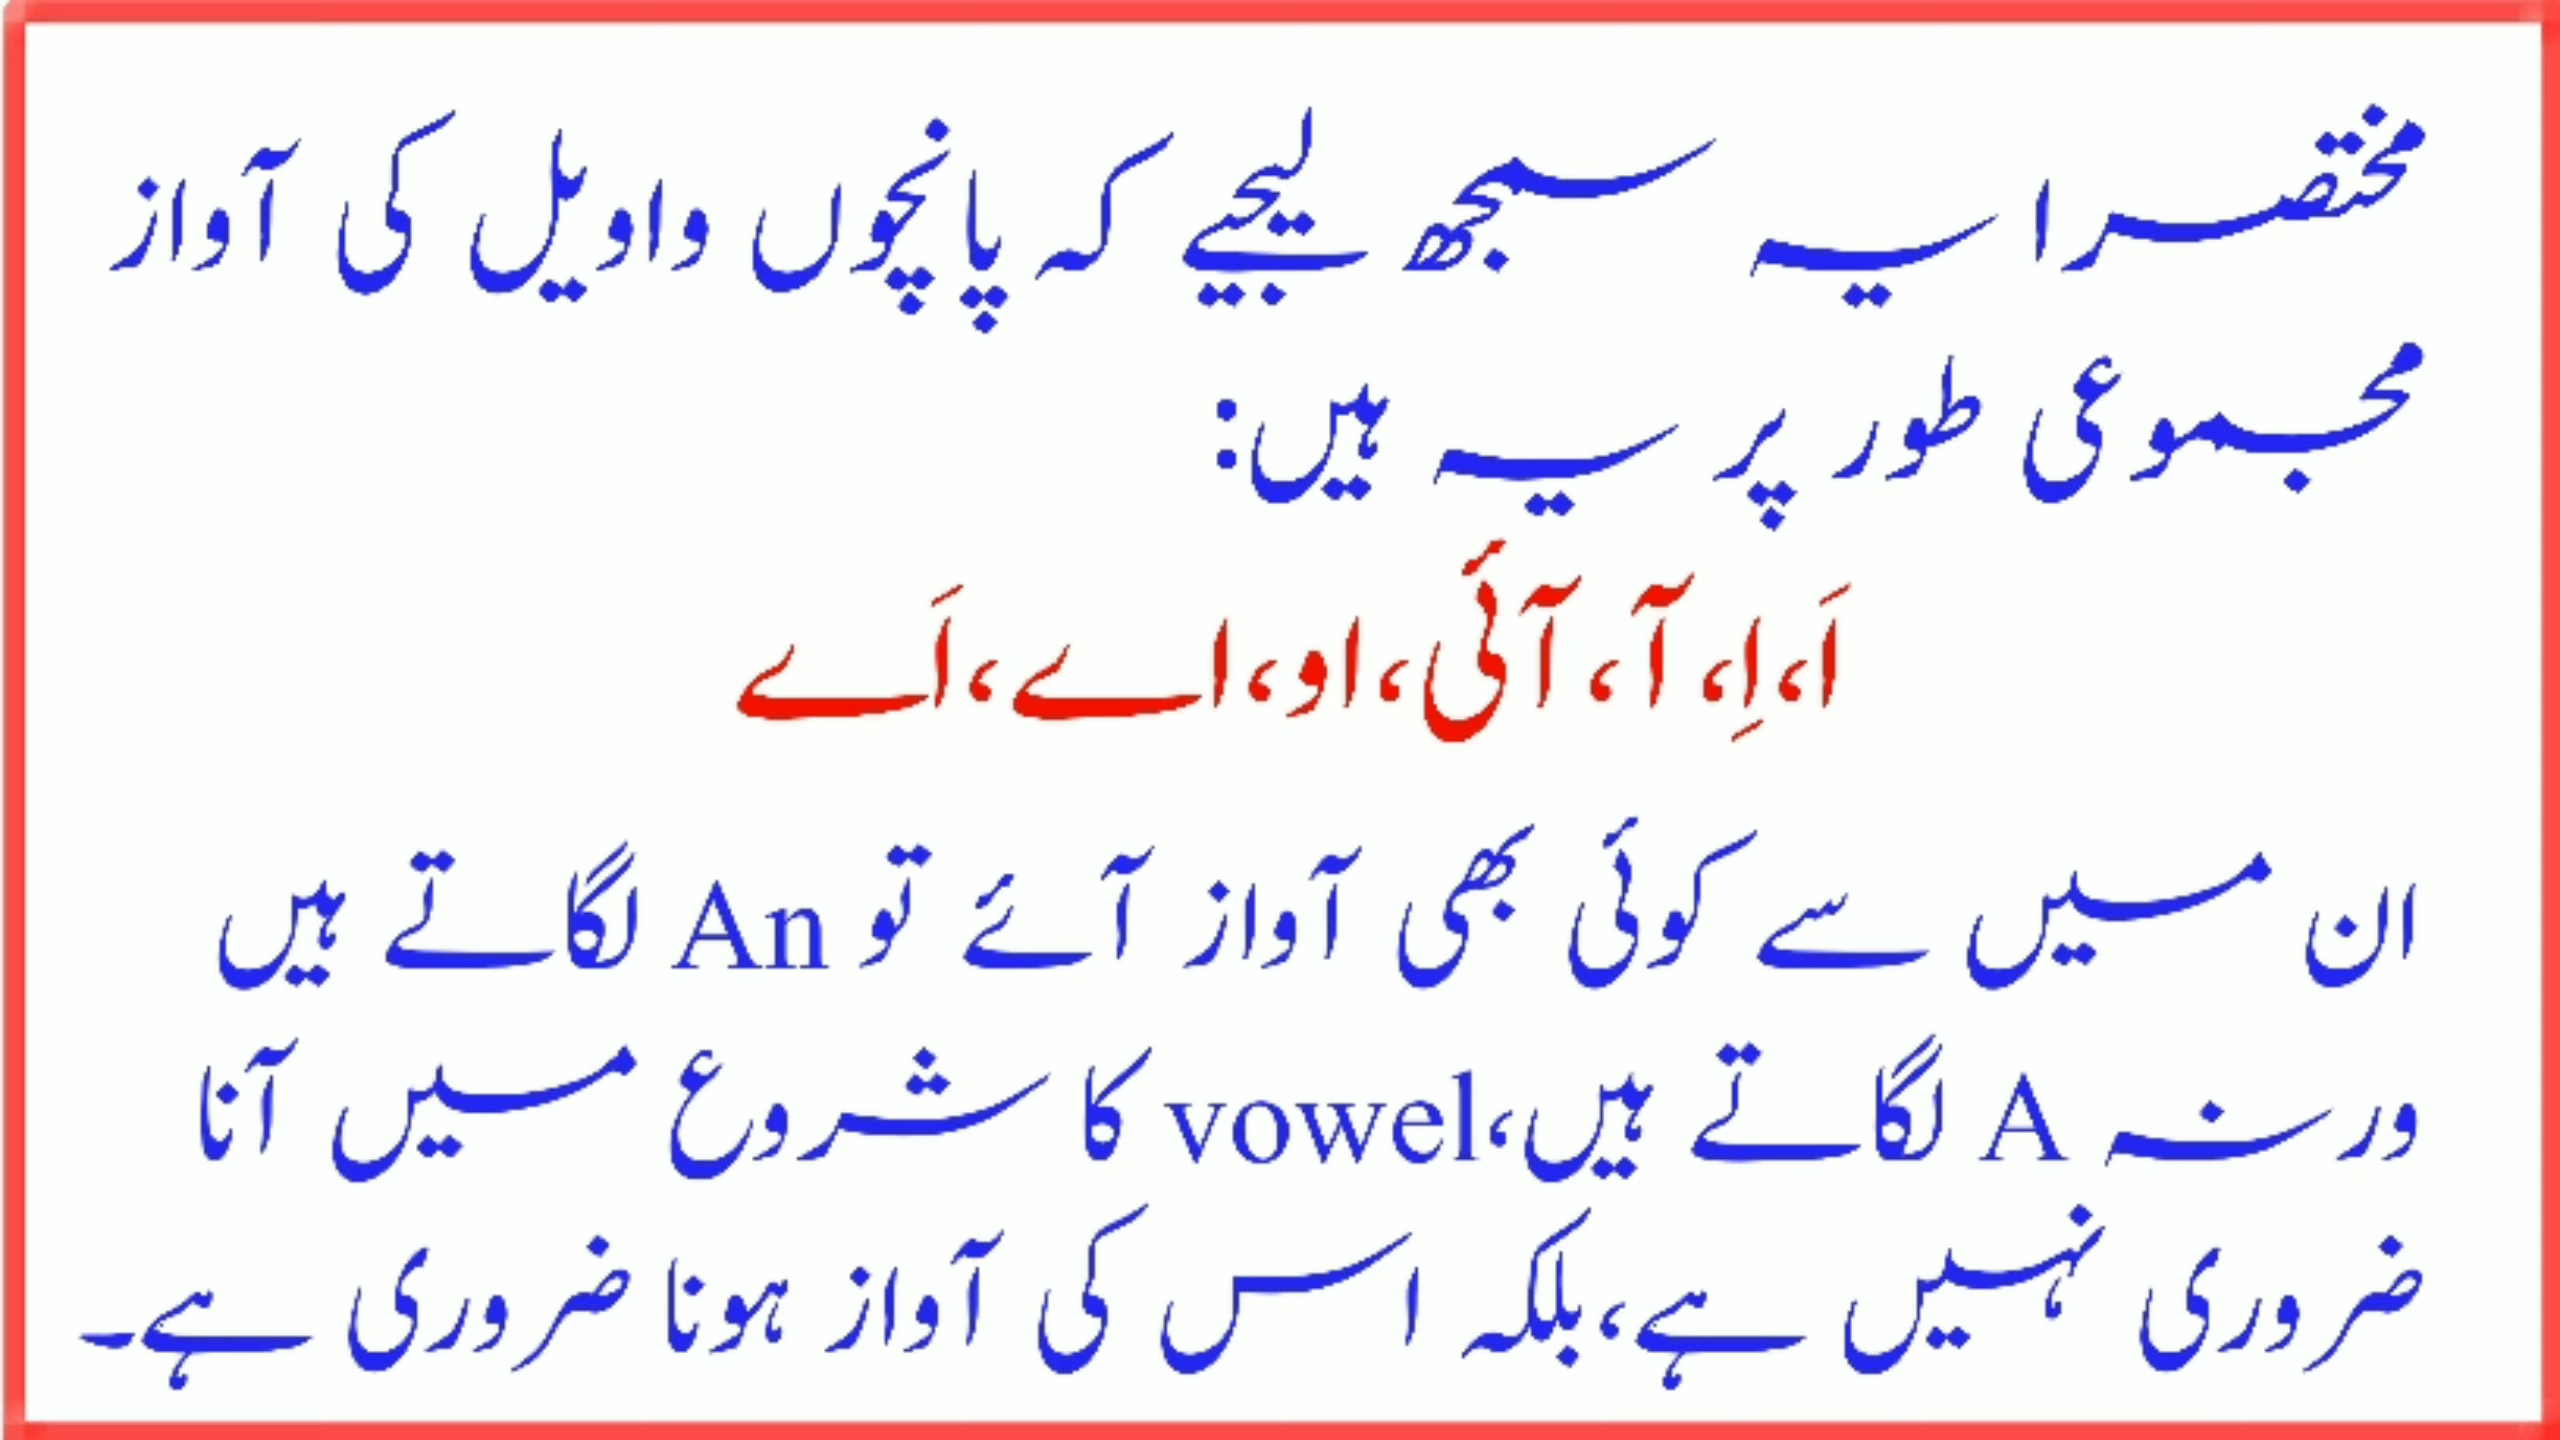 مختصرا یہ سمجھ لیجیے کہ پانچوں واویل کی آواز
مجموعی طور پر یہ ہیں:
اَ، اِ، آ، آئی، او، اے، اَے
ان میں سے کوئی بھی آواز آئے تو An لگاتے ہیں
ورنہ A لگاتے ہیں، vowel کا شروع میں آنا
ضروری نہیں ہے، بلکہ اس کی آواز ہونا ضروری ہے۔